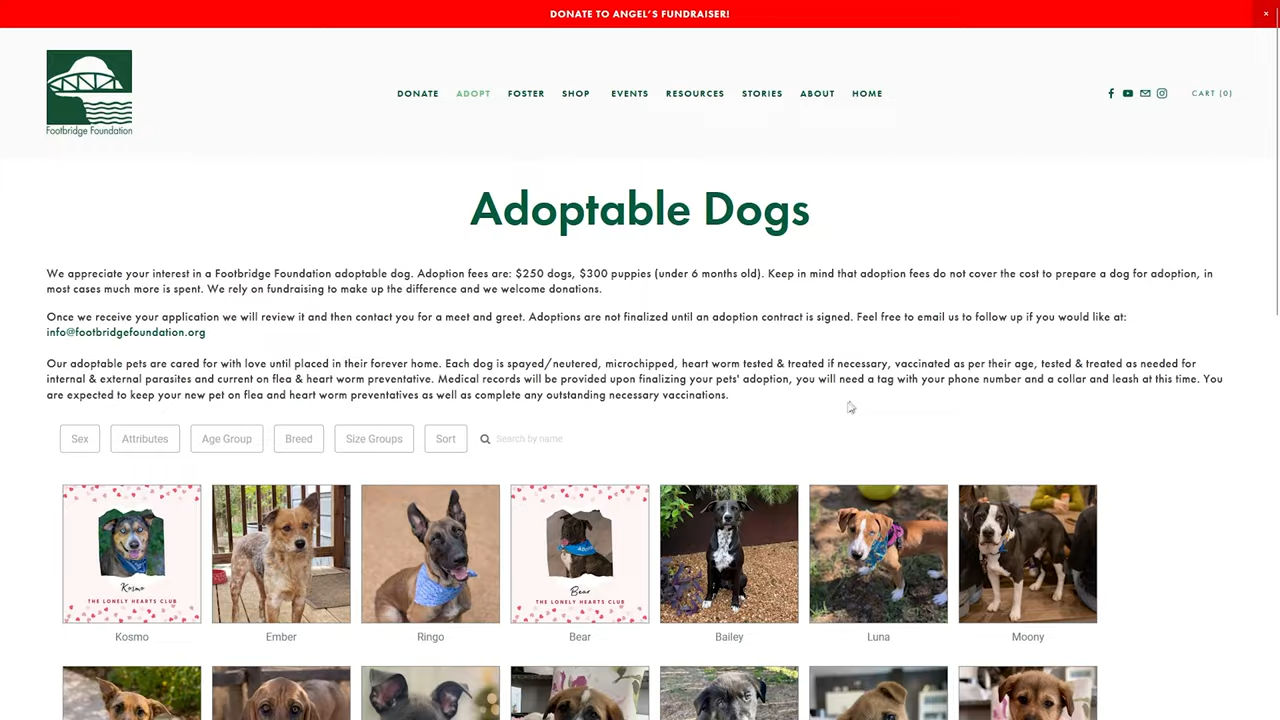 DONATE TO ANGEL'S FUNDRAISER!
×
Footbridge Foundation
DONATE ADOPT FOSTER SHOP EVENTS RESOURCES STORIES ABOUT HOME
CART (0)
Adoptable Dogs
We appreciate your interest in a Footbridge Foundation adoptable dog. Adoption fees are: $250 dogs, $300 puppies (under 6 months old). Keep in mind that adoption fees do not cover the cost to prepare a dog for adoption, in
most cases much more is spent. We rely on fundraising to make up the difference and we welcome donations.
Once we receive your application we will review it and then contact you for a meet and greet. Adoptions are not finalized until an adoption contract is signed. Feel free to email us to follow up if you would like at:
info@footbridgefoundation.org
Our adoptable pets are cared for with love until placed in their forever home. Each dog is spayed/neutered, microchipped, heart worm tested & treated if necessary, vaccinated as per their age, tested & treated as needed for
internal & external parasites and current on flea & heart worm preventative. Medical records will be provided upon finalizing your pets' adoption, you will need a tag with your phone number and a collar and leash at this time. You
are expected to keep your new pet on flea and heart worm preventatives as well as complete any outstanding necessary vaccinations.
Sex Attributes Age Group Breed Size Groups Sort Search by name
Kosmo
THE LONELY HEARTS CLUB
Bear
THE LONELY HEARTS CLUB
Kosmo Ember Ringo Bear Bailey Luna Moony